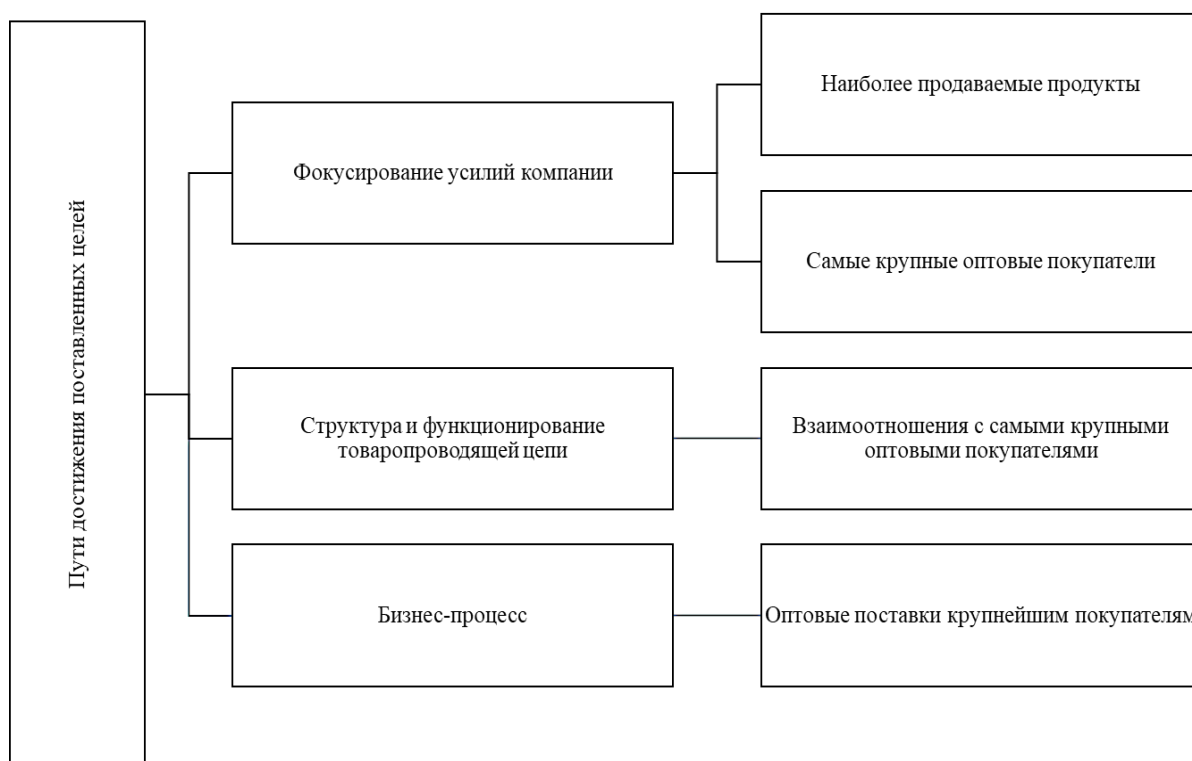 Пути достижения поставленных целей
Фокусирование усилий компании
Наиболее продаваемые продукты
Самые крупные оптовые покупатели
Структура и функционирование
товаропроводящей цепи
Взаимоотношения с самыми крупными
оптовыми покупателями
Бизнес-процесс
Оптовые поставки крупнейшим покупателям